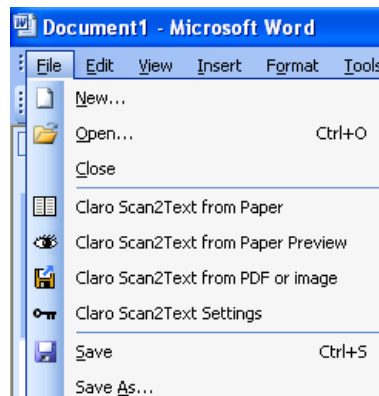 Document1 - Microsoft Word
File Edit View Insert Format Tools
New...
Open... Ctrl+O
Close
Claro Scan2Text from Paper
Claro Scan2Text from Paper Preview
Claro Scan2Text from PDF or image
Claro Scan2Text Settings
Save Ctrl+S
Save As...